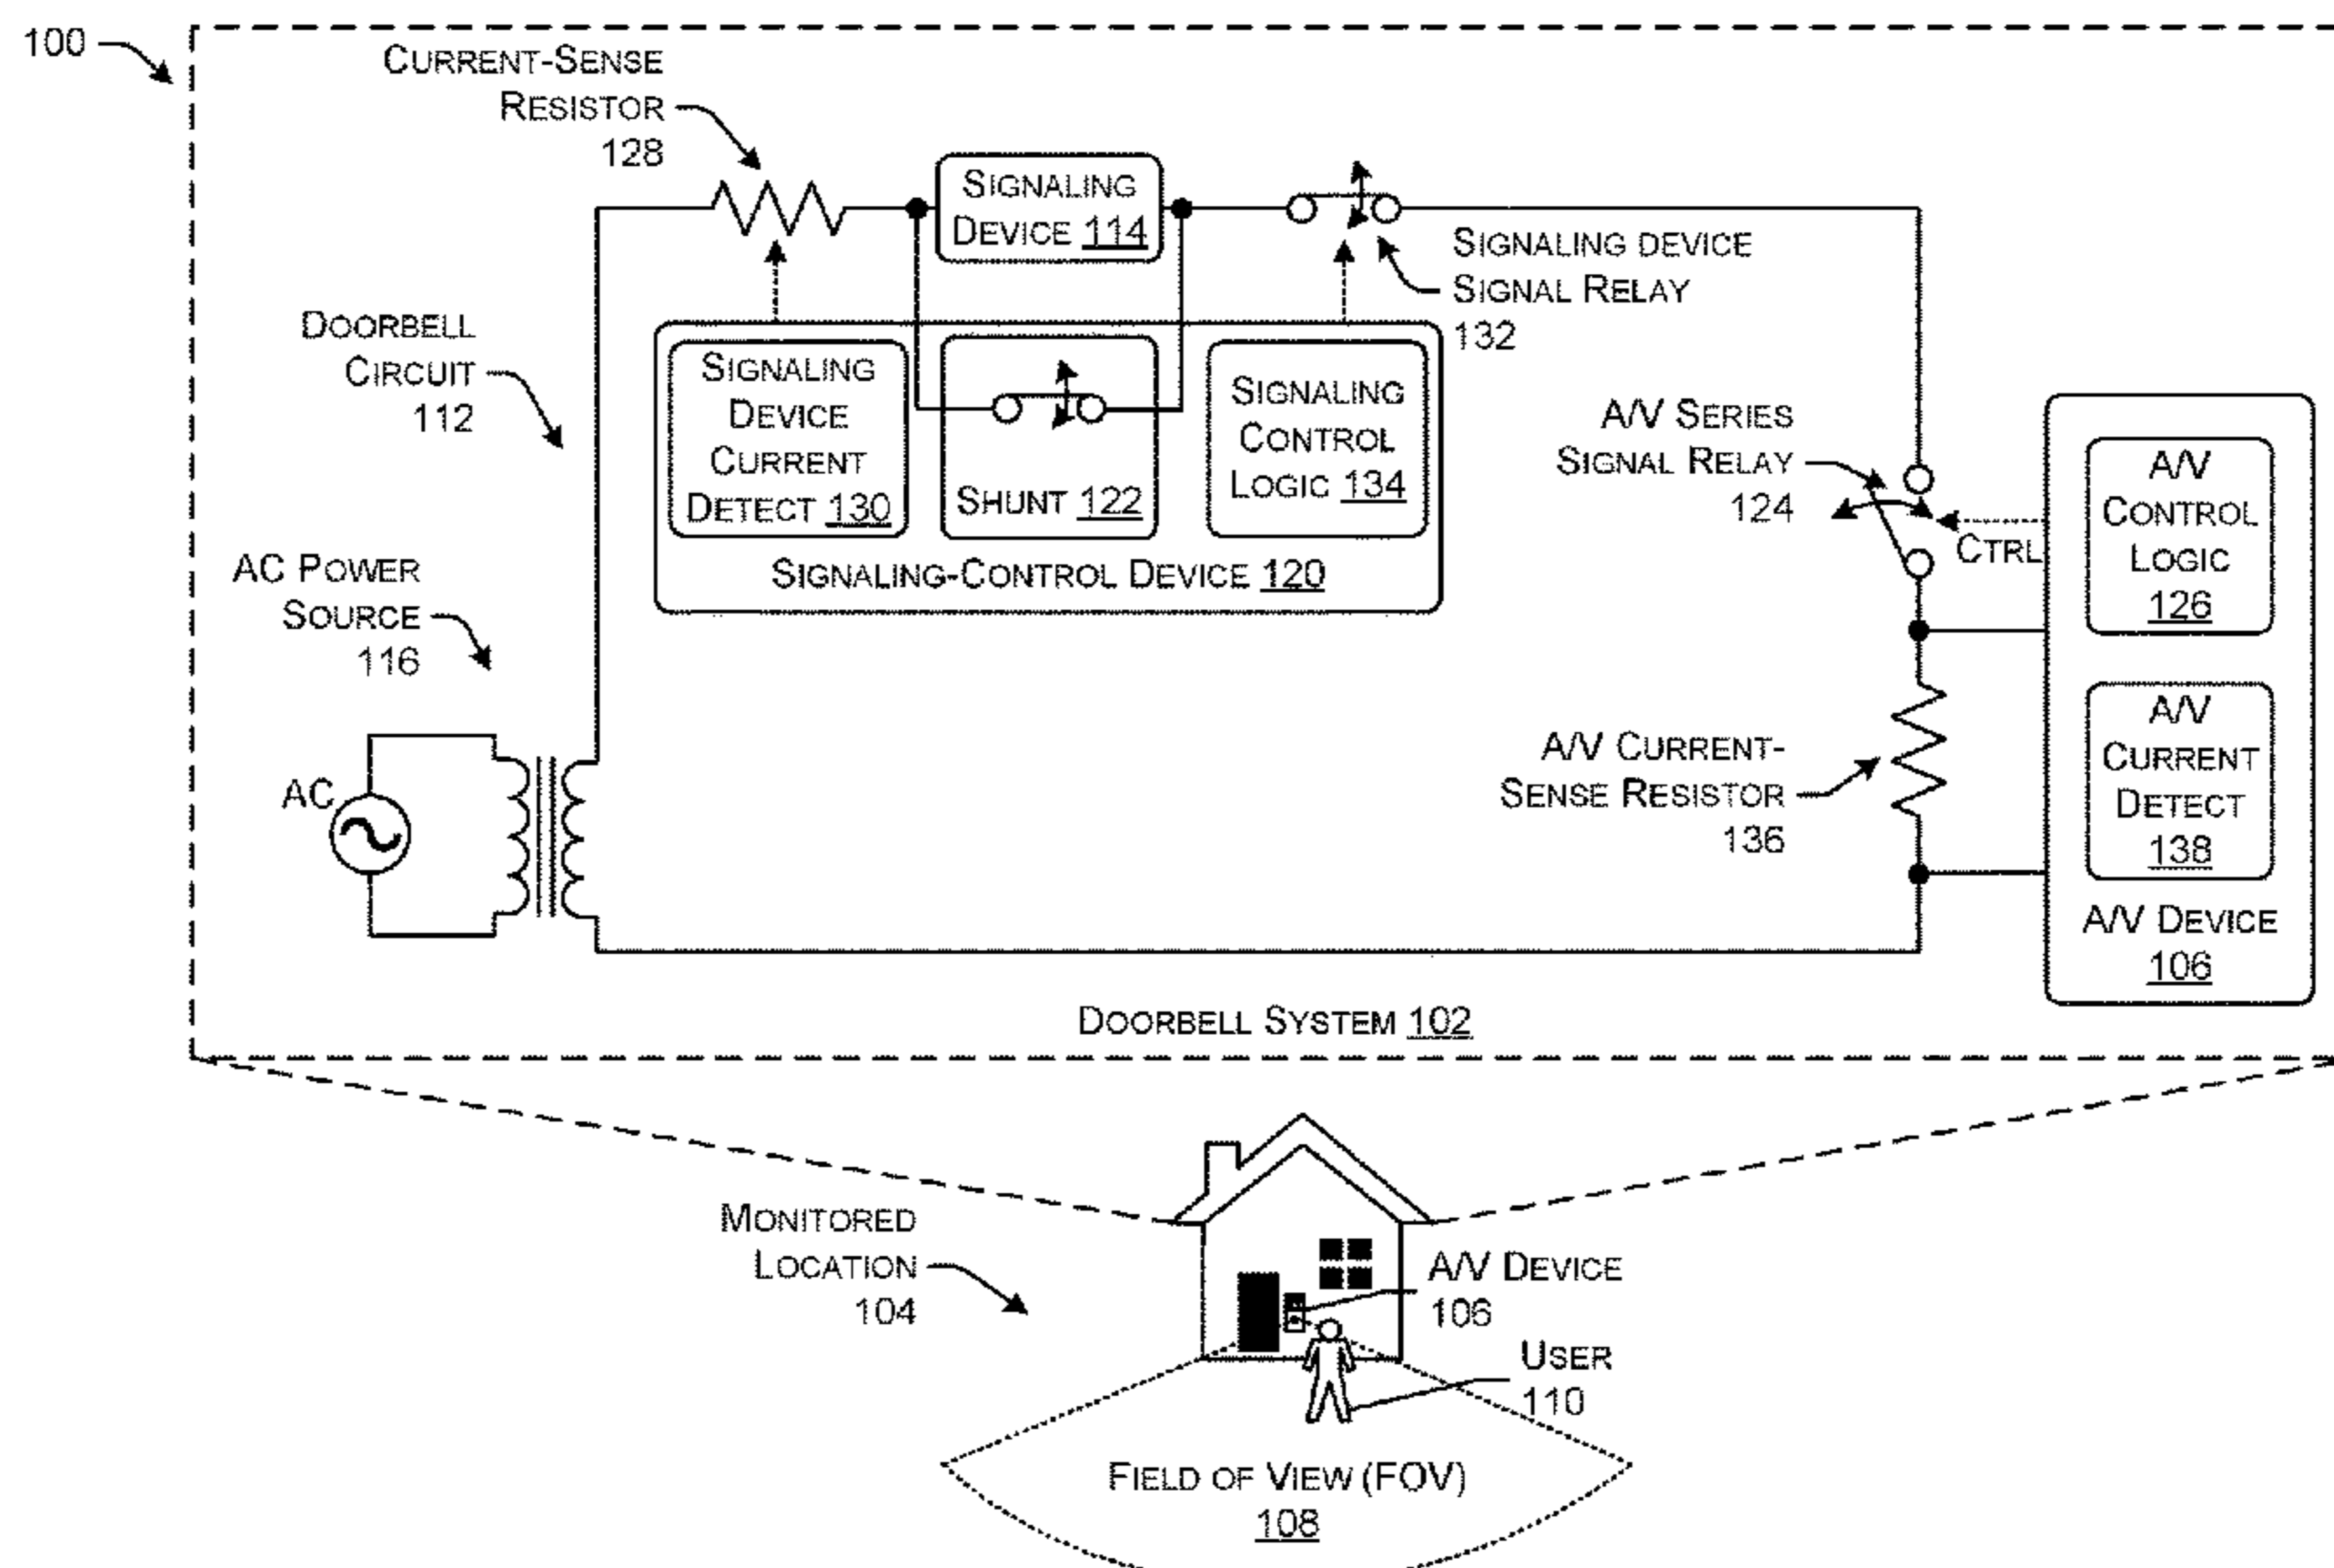 100
CURRENT-SENSE
RESISTOR
128
SIGNALING
DEVICE 114
SIGNALING DEVICE
SIGNAL RELAY
132
DOORBELL
CIRCUIT
112
SIGNALING
DEVICE
CURRENT
DETECT 130
SHUNT 122
SIGNALING
CONTROL
LOGIC 134
SIGNALING-CONTROL DEVICE 120
A/V SERIES
SIGNAL RELAY
124
CTRL
A/V
CONTROL
LOGIC
126
AC POWER
SOURCE
116
AC
A/V CURRENT-
SENSE RESISTOR
136
A/V
CURRENT
DETECT
138
A/V DEVICE
106
DOORBELL SYSTEM 102
MONITORED
LOCATION
104
A/V DEVICE
106
USER
110
FIELD OF VIEW (FOV)
108